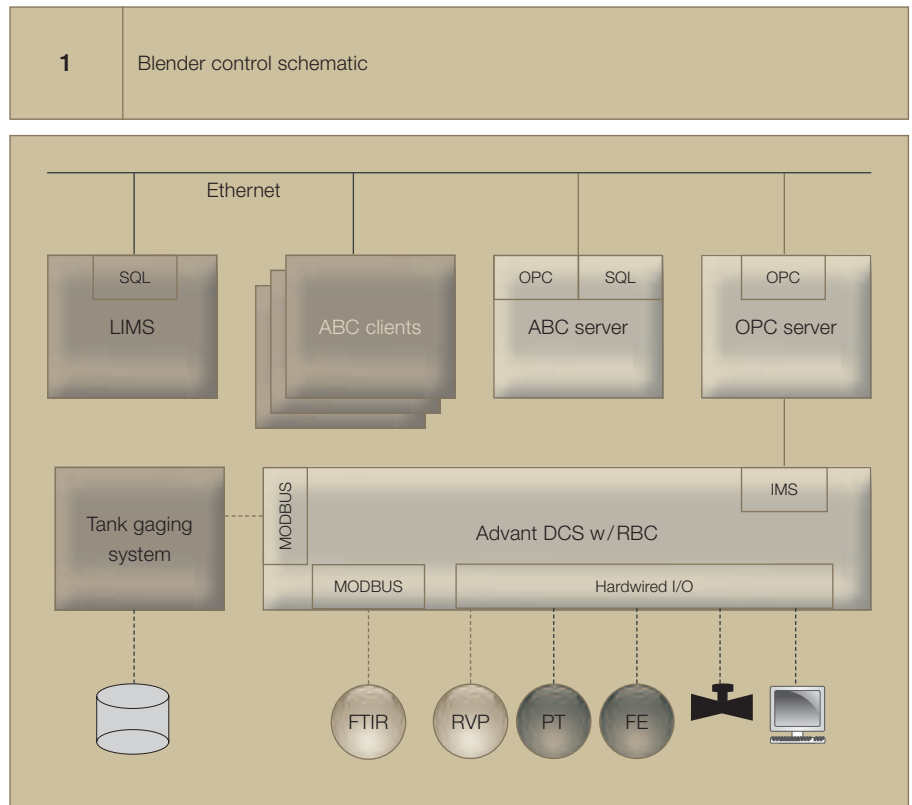 1
Blender control schematic
Ethernet
SQL
LIMS
ABC clients
OPC
SQL
ABC server
OPC
OPC server
Tank gaging
system
MODBUS
IMS
Advant DCS w/RBC
MODBUS
Hardwired I/O
FTIR
RVP
PT
FE